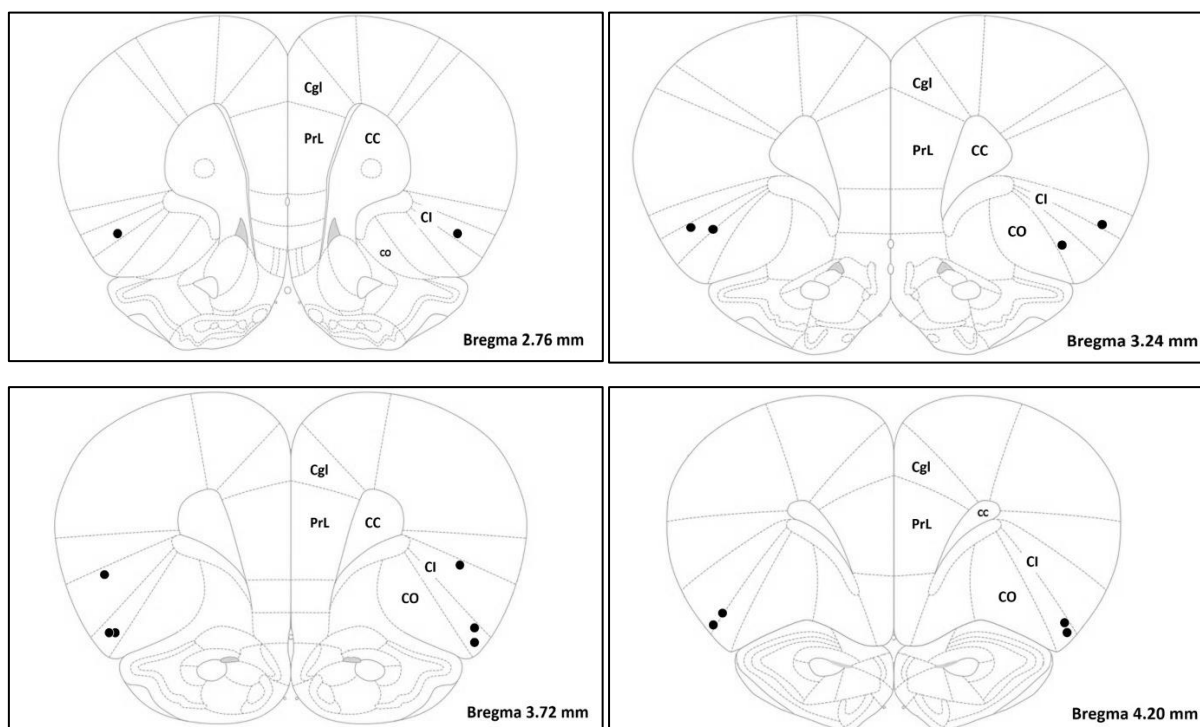 Cgl
PrL CC
CI
CO
Bregma 2.76 mm
Cgl
PrL CC
CI
CO
Bregma 3.24 mm
Cgl
PrL CC
CI
CO
Bregma 3.72 mm
Cgl
PrL CC
CI
CO
Bregma 4.20 mm